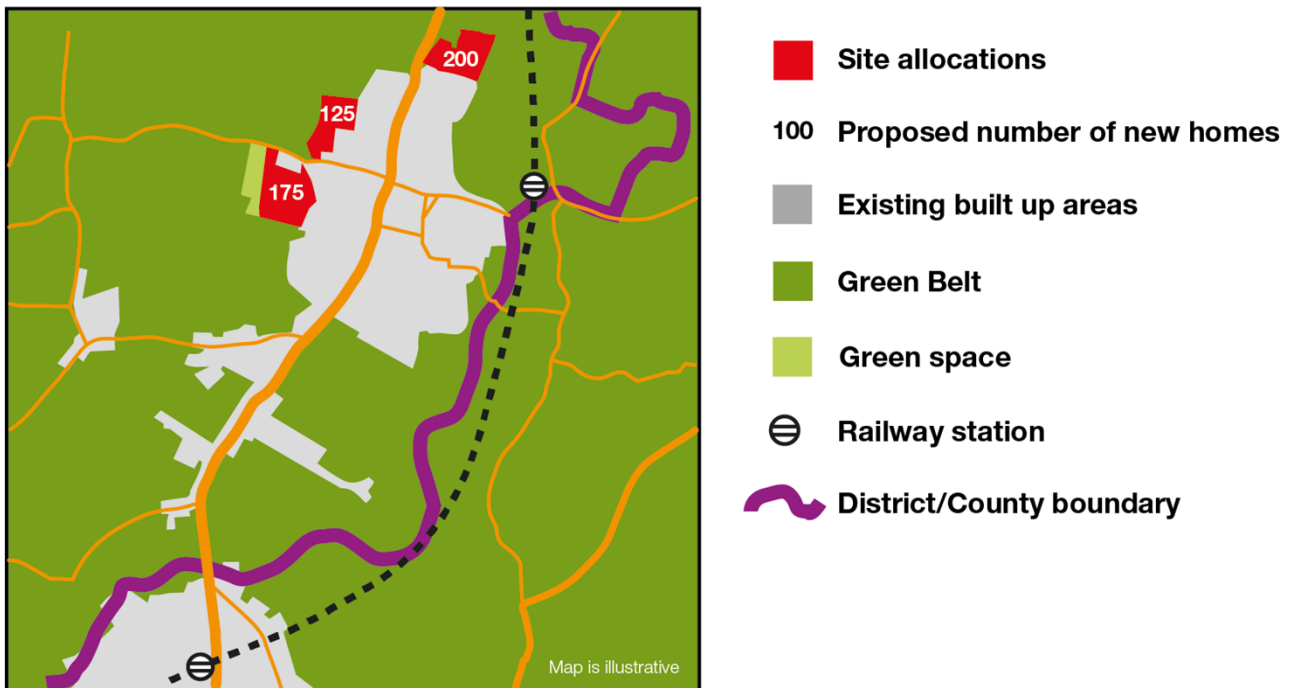 200
125
175
Map is illustrative
Site allocations
100 Proposed number of new homes
Existing built up areas
Green Belt
Green space
Railway station
District/County boundary